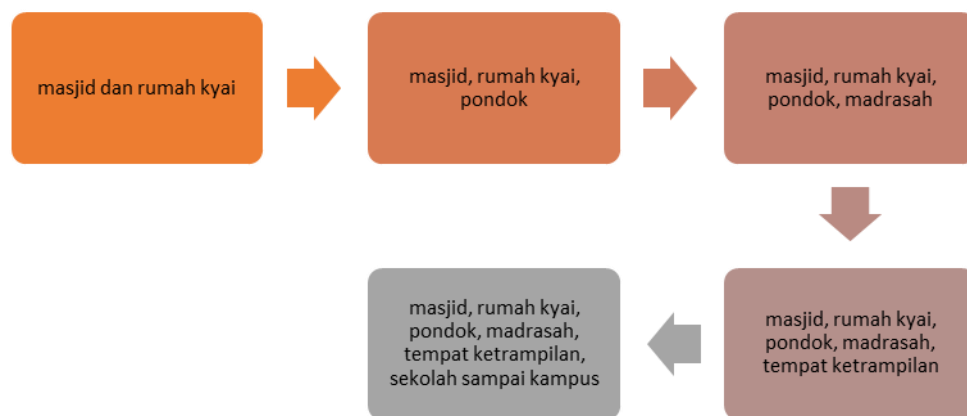 masjid dan rumah kyai
masjid, rumah kyai,
pondok
masjid, rumah kyai,
pondok, madrasah
masjid, rumah kyai,
pondok, madrasah,
tempat ketrampilan
masjid, rumah kyai,
pondok, madrasah,
tempat ketrampilan,
sekolah sampai kampus